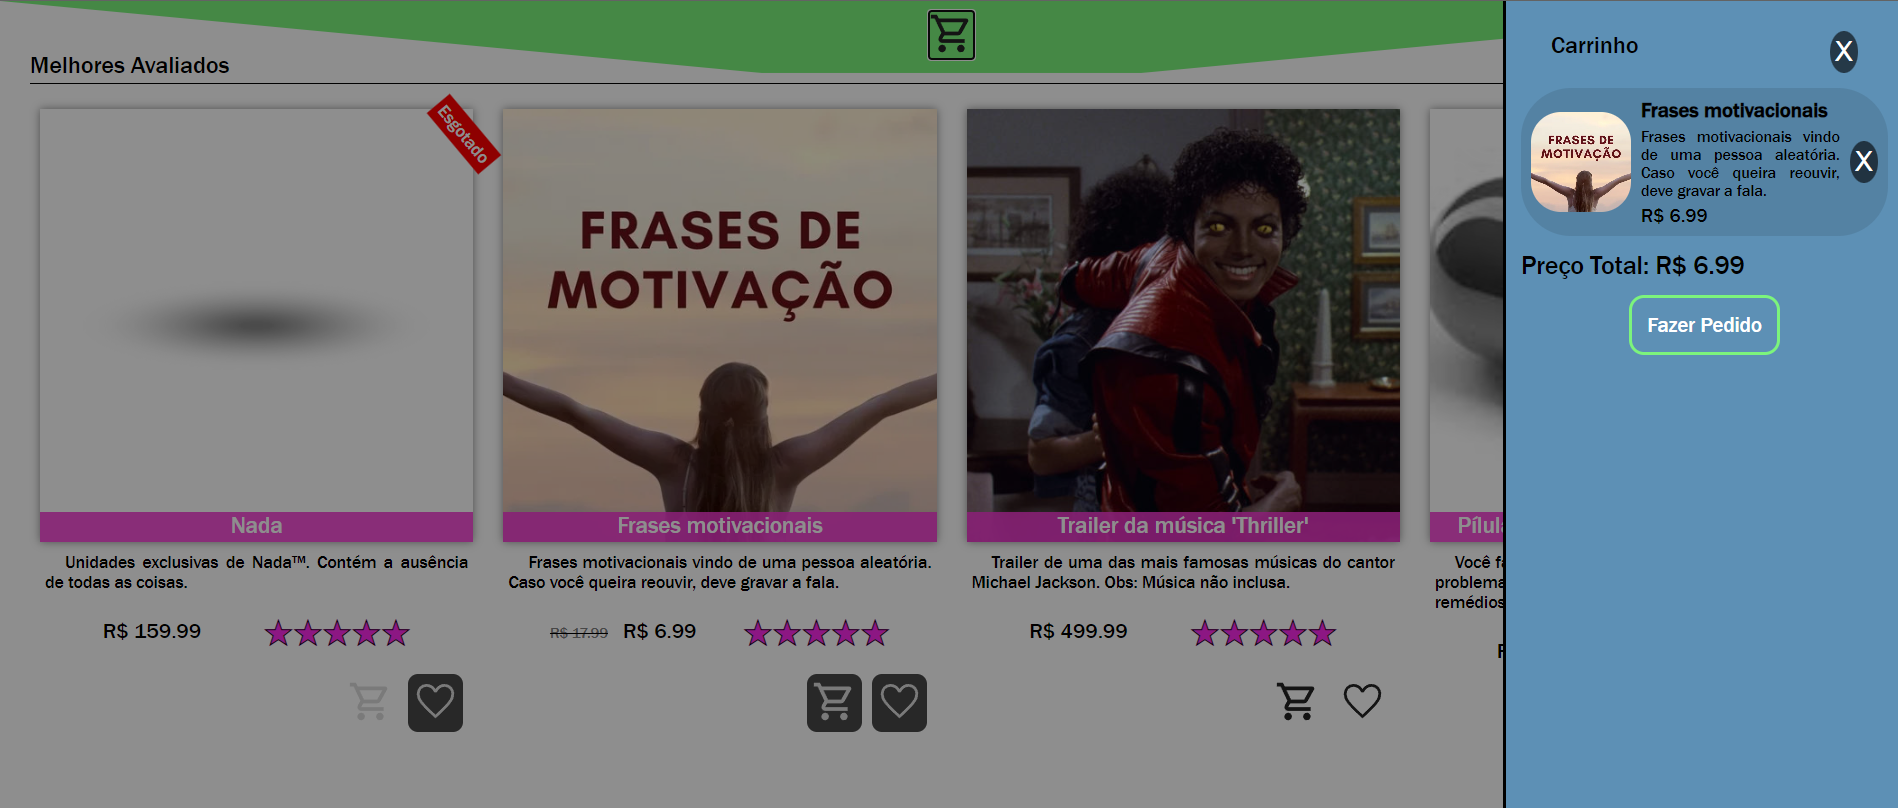 Melhores Avaliados
Esgotado
Nada
Unidades exclusivas de Nada™. Contém a ausência
de todas as coisas.
R$ 159.99
FRASES DE
MOTIVAÇÃO
Frases motivacionais
Frases motivacionais vindo de uma pessoa aleatória.
Caso você queira reouvir, deve gravar a fala.
R$ 17.99 R$ 6.99
Trailer da música 'Thriller'
Trailer de uma das mais famosas músicas do cantor
Michael Jackson. Obs: Música não inclusa.
R$ 499.99
Você
problema
remédios
Carrinho
X
FRASES DE
MOTIVAÇÃO
Frases motivacionais
Frases motivacionais vindo
de uma pessoa aleatória.
Caso você queira reouvir,
deve gravar a fala.
R$ 6.99
X
Preço Total: R$ 6.99
Fazer Pedido